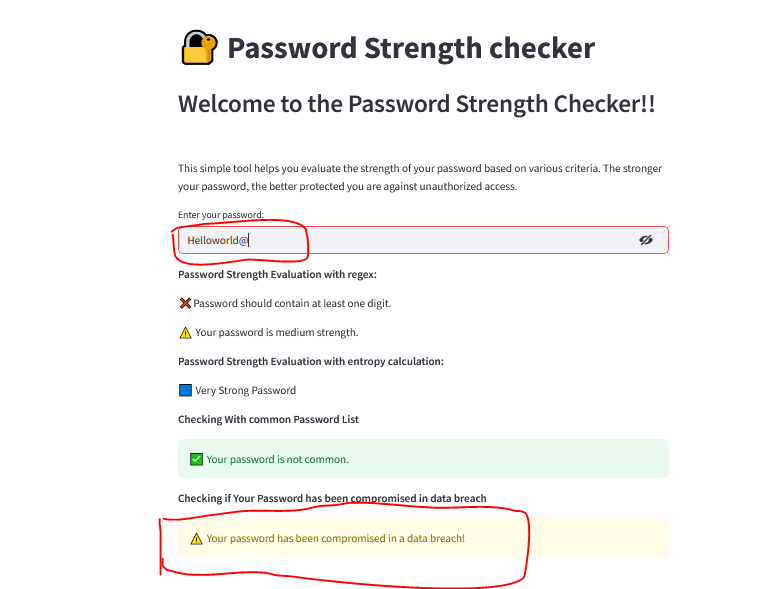 Password Strength checker
Welcome to the Password Strength Checker!!
This simple tool helps you evaluate the strength of your password based on various criteria. The stronger
your password, the better protected you are against unauthorized access.
Enter your password:
Helloworld@
Password Strength Evaluation with regex:
❌ Password should contain at least one digit.
⚠️ Your password is medium strength.
Password Strength Evaluation with entropy calculation:
🟦 Very Strong Password
Checking With common Password List
✅ Your password is not common.
Checking if Your Password has been compromised in data breach
⚠️ Your password has been compromised in a data breach!